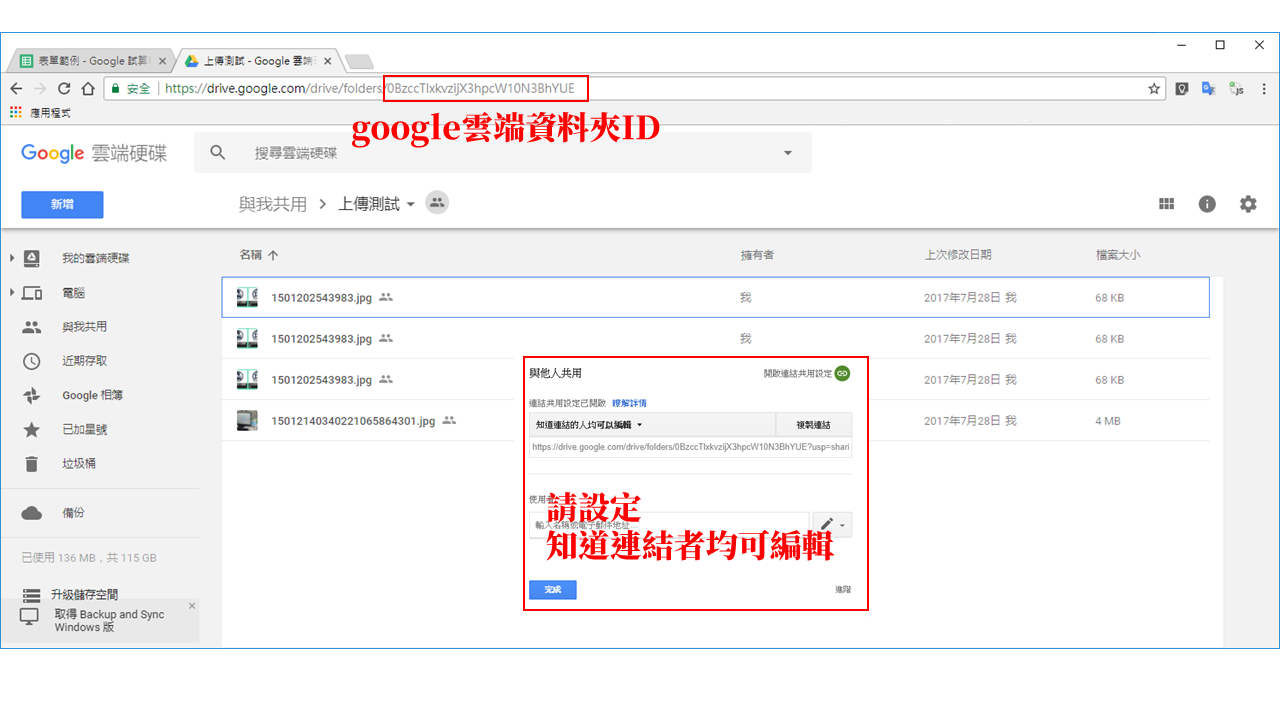 表單範例 - Google 試算
上傳測試 - Google 雲端
安全 https://drive.google.com/drive/folders/0BzccTlxkvzijX3hpcW10N3BhYUE
應用程式
google雲端資料夾ID
Google 雲端硬碟
搜尋雲端硬碟
新增
與我共用 > 上傳測試
名稱 擁有者 上次修改日期 檔案大小
我的雲端硬碟
電腦
與我共用
近期存取
Google 相簿
已加星號
垃圾桶
備份
已使用 136 MB，共 115 GB
升級儲存空間
取得 Backup and Sync
Windows 版
1501202543983.jpg 我 2017年7月28日 我 68 KB
1501202543983.jpg 我 2017年7月28日 我 68 KB
1501202543983.jpg 2017年7月28日 我 68 KB
15012140340221065864301.jpg 2017年7月28日 我 4 MB
與他人共用 開啟連結共用設定
連結共用設定已開啟 瞭解詳情
知道連結的人均可以編輯 複製連結
https://drive.google.com/drive/folders/0BzccTlxkvzijX3hpcW10N3BhYUE?usp=shari
使用者
請設定
輸入名稱或電子郵件地址...
知道連結者均可編輯
完成 進階